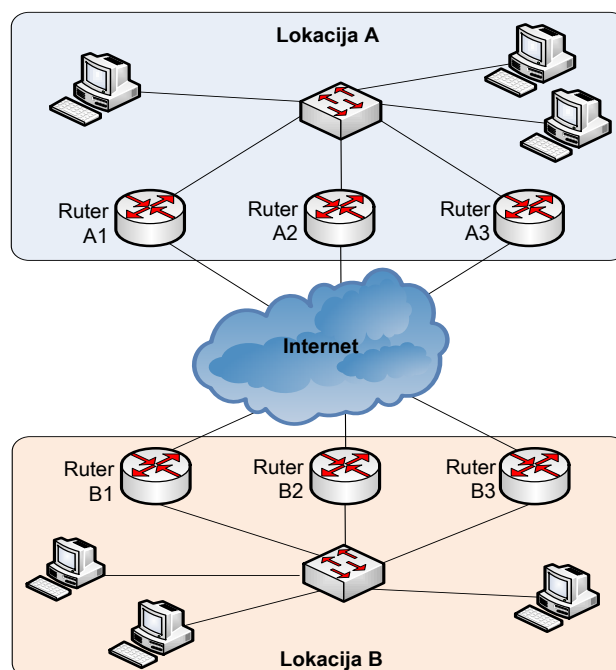 Lokacija A
Ruter
A1
Ruter
A2
Ruter
A3
Internet
Ruter
B1
Ruter
B2
Ruter
B3
Lokacija B